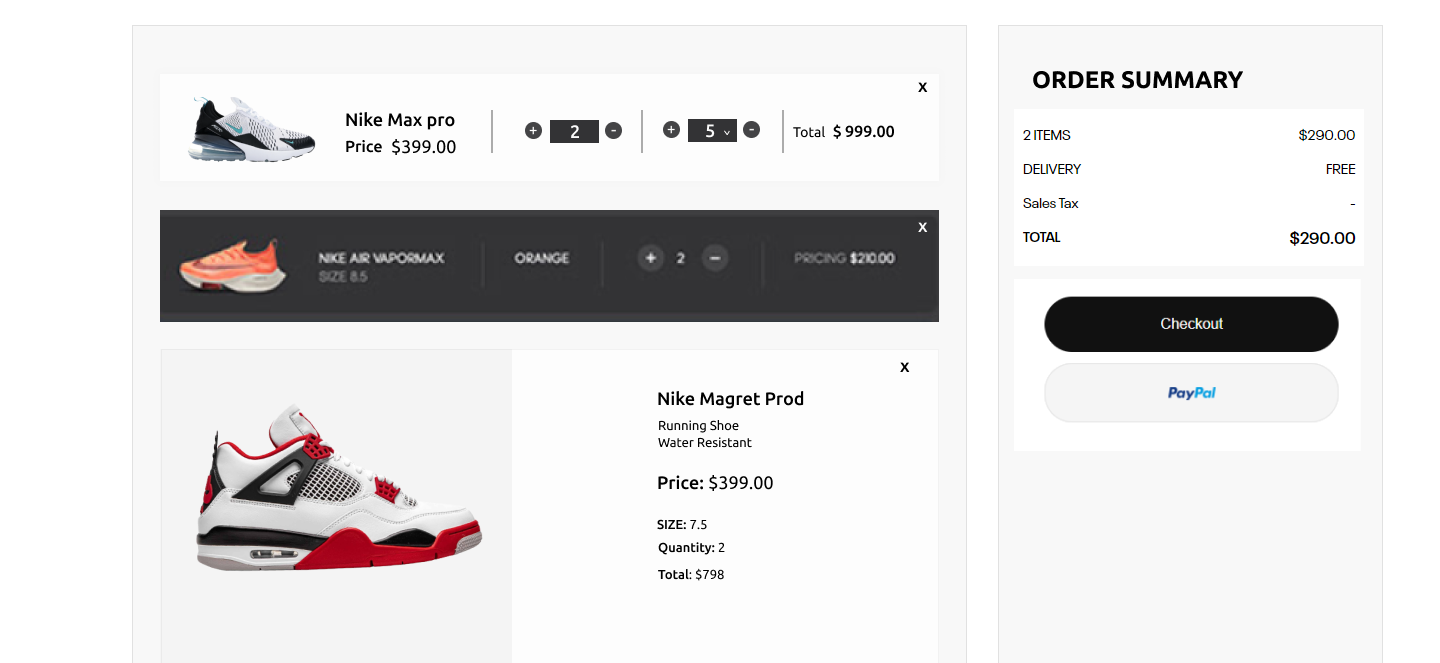 X
Nike Max pro
Price $399.00
+ 2 -
+ 5 -
Total $ 999.00
X
NIKE AIR VAPORMAX
SIZE 8.5
ORANGE
+ 2 −
PRICING $210.00
X
Nike Magret Prod
Running Shoe
Water Resistant
Price: $399.00
SIZE: 7.5
Quantity: 2
Total: $798
ORDER SUMMARY
2 ITEMS $290.00
DELIVERY FREE
Sales Tax -
TOTAL $290.00
Checkout
PayPal